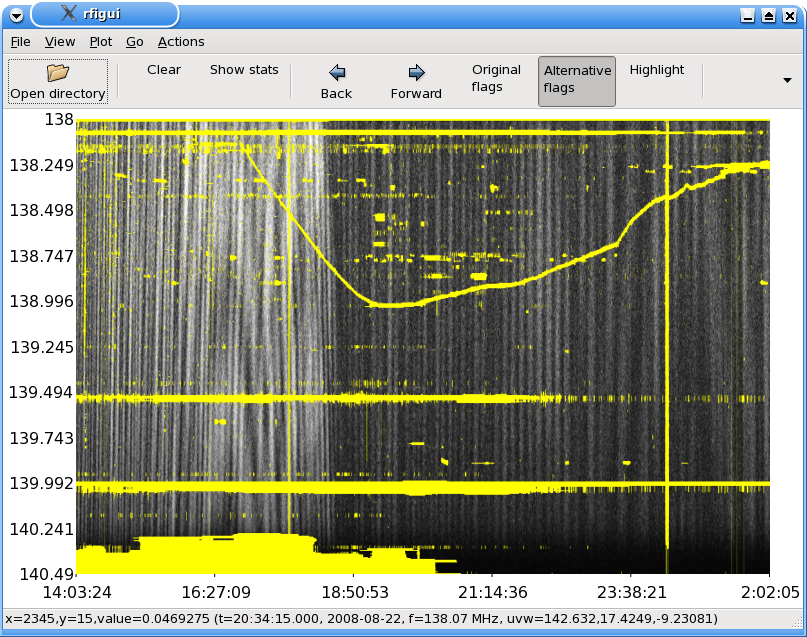 rfigui
File View Plot Go Actions
Open directory
Clear
Show stats
Back
Forward
Original
flags
Alternative
flags
Highlight
138
138.249
138.498
138.747
138.996
139.245
139.494
139.743
139.992
140.241
140.49
14:03:24 16:27:09 18:50:53 21:14:36 23:38:21 2:02:05
x=2345,y=15,value=0.0469275 (t=20:34:15.000, 2008-08-22, f=138.07 MHz, uvw=142.632,17.4249,-9.23081)